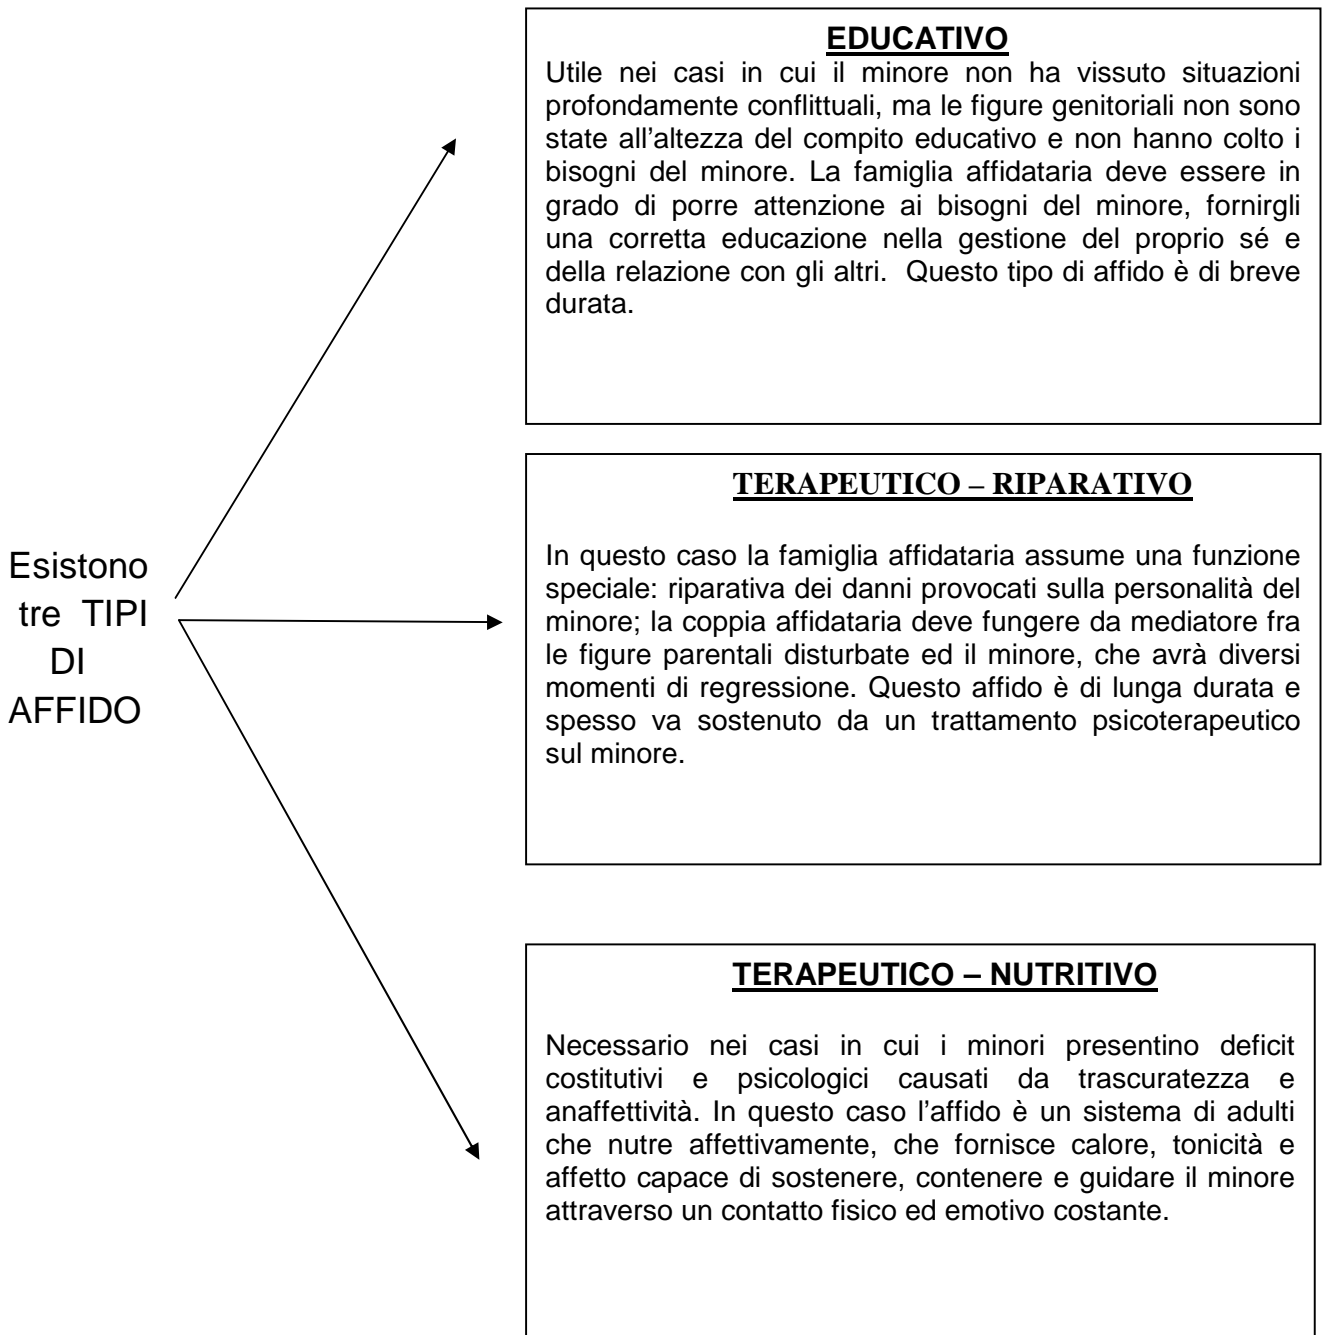 EDUCATIVO
Utile nei casi in cui il minore non ha vissuto situazioni
profondamente conflittuali, ma le figure genitoriali non sono
state all’altezza del compito educativo e non hanno colto i
bisogni del minore. La famiglia affidataria deve essere in
grado di porre attenzione ai bisogni del minore, fornirgli
una corretta educazione nella gestione del proprio sé e
della relazione con gli altri.  Questo tipo di affido è di breve
durata.
Esistono
tre  TIPI
DI
AFFIDO
TERAPEUTICO – RIPARATIVO
In questo caso la famiglia affidataria assume una funzione
speciale: riparativa dei danni provocati sulla personalità del
minore; la coppia affidataria deve fungere da mediatore fra
le figure parentali disturbate ed il minore, che avrà diversi
momenti di regressione. Questo affido è di lunga durata e
spesso va sostenuto da un trattamento psicoterapeutico
sul minore.
TERAPEUTICO – NUTRITIVO
Necessario nei casi in cui i minori presentino deficit
costitutivi e psicologici causati da trascuratezza e
anaffettività. In questo caso l’affido è un sistema di adulti
che nutre affettivamente, che fornisce calore, tonicità e
affetto capace di sostenere, contenere e guidare il minore
attraverso un contatto fisico ed emotivo costante.